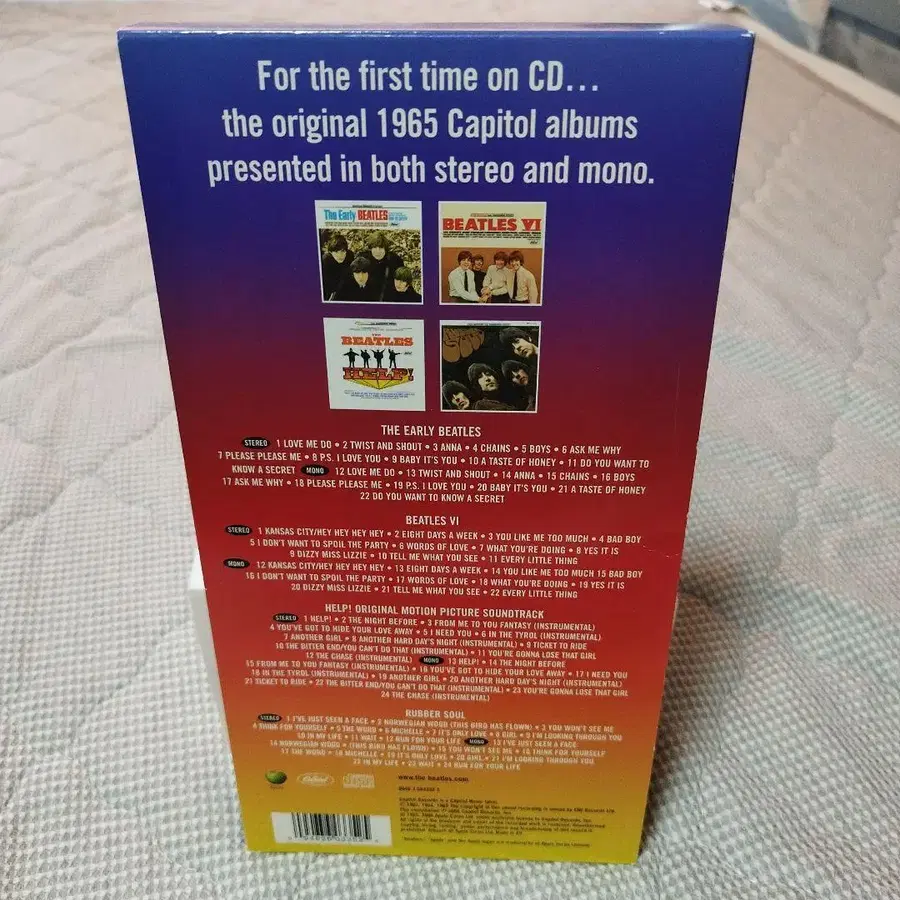 For the first time on CD...
the original 1965 Capitol albums
presented in both stereo and mono.
The Early BEATLES
BEATLES VI
THE
BEATLES
HELP!
THE EARLY BEATLES
STEREO 1 LOVE ME DO • 2 TWIST AND SHOUT • 3 ANNA • 4 CHAINS • 5 BOYS • 6 ASK ME WHY
7 PLEASE PLEASE ME • 8 P.S. I LOVE YOU • 9 BABY IT'S YOU • 10 A TASTE OF HONEY • 11 DO YOU WANT TO
KNOW A SECRET MONO 12 LOVE ME DO • 13 TWIST AND SHOUT • 14 ANNA • 15 CHAINS • 16 BOYS
17 ASK ME WHY • 18 PLEASE PLEASE ME • 19 P.S. I LOVE YOU • 20 BABY IT'S YOU • 21 A TASTE OF HONEY
22 DO YOU WANT TO KNOW A SECRET
BEATLES VI
STEREO 1 KANSAS CITY/HEY HEY HEY HEY • 2 EIGHT DAYS A WEEK • 3 YOU LIKE ME TOO MUCH • 4 BAD BOY
5 I DON'T WANT TO SPOIL THE PARTY • 6 WORDS OF LOVE • 7 WHAT YOU'RE DOING • 8 YES IT IS
9 DIZZY MISS LIZZIE • 10 TELL ME WHAT YOU SEE • 11 EVERY LITTLE THING
MONO 12 KANSAS CITY/HEY HEY HEY HEY • 13 EIGHT DAYS A WEEK • 14 YOU LIKE ME TOO MUCH 15 BAD BOY
16 I DON'T WANT TO SPOIL THE PARTY • 17 WORDS OF LOVE • 18 WHAT YOU'RE DOING • 19 YES IT IS
20 DIZZY MISS LIZZIE • 21 TELL ME WHAT YOU SEE • 22 EVERY LITTLE THING
HELP! ORIGINAL MOTION PICTURE SOUNDTRACK
STEREO 1 HELP! • 2 THE NIGHT BEFORE • 3 FROM ME TO YOU FANTASY (INSTRUMENTAL)
4 YOU'VE GOT TO HIDE YOUR LOVE AWAY • 5 I NEED YOU • 6 IN THE TYROL (INSTRUMENTAL)
7 ANOTHER GIRL • 8 ANOTHER HARD DAY'S NIGHT (INSTRUMENTAL) • 9 TICKET TO RIDE
10 THE BITTER END/YOU CAN'T DO THAT (INSTRUMENTAL) • 11 YOU'RE GONNA LOSE THAT GIRL
12 THE CHASE (INSTRUMENTAL) MONO 13 HELP! • 14 THE NIGHT BEFORE
15 FROM ME TO YOU FANTASY (INSTRUMENTAL) • 16 YOU'VE GOT TO HIDE YOUR LOVE AWAY • 17 I NEED YOU
18 IN THE TYROL (INSTRUMENTAL) • 19 ANOTHER GIRL • 20 ANOTHER HARD DAY'S NIGHT (INSTRUMENTAL)
21 TICKET TO RIDE • 22 THE BITTER END/YOU CAN'T DO THAT (INSTRUMENTAL) • 23 YOU'RE GONNA LOSE THAT GIRL
24 THE CHASE (INSTRUMENTAL)
RUBBER SOUL
STEREO 1 I'VE JUST SEEN A FACE • 2 NORWEGIAN WOOD (THIS BIRD HAS FLOWN) • 3 YOU WON'T SEE ME
4 THINK FOR YOURSELF • 5 THE WORD • 6 MICHELLE • 7 IT'S ONLY LOVE • 8 GIRL • 9 I'M LOOKING THROUGH YOU
10 IN MY LIFE • 11 WAIT • 12 RUN FOR YOUR LIFE MONO 13 I'VE JUST SEEN A FACE
14 NORWEGIAN WOOD (THIS BIRD HAS FLOWN) • 15 YOU WON'T SEE ME • 16 THINK FOR YOURSELF
17 THE WORD • 18 MICHELLE • 19 IT'S ONLY LOVE • 20 GIRL • 21 I'M LOOKING THROUGH YOU
22 IN MY LIFE • 23 WAIT • 24 RUN FOR YOUR LIFE
Capitol
www.the-beatles.com
Capitol Records is a Capitol Music label.